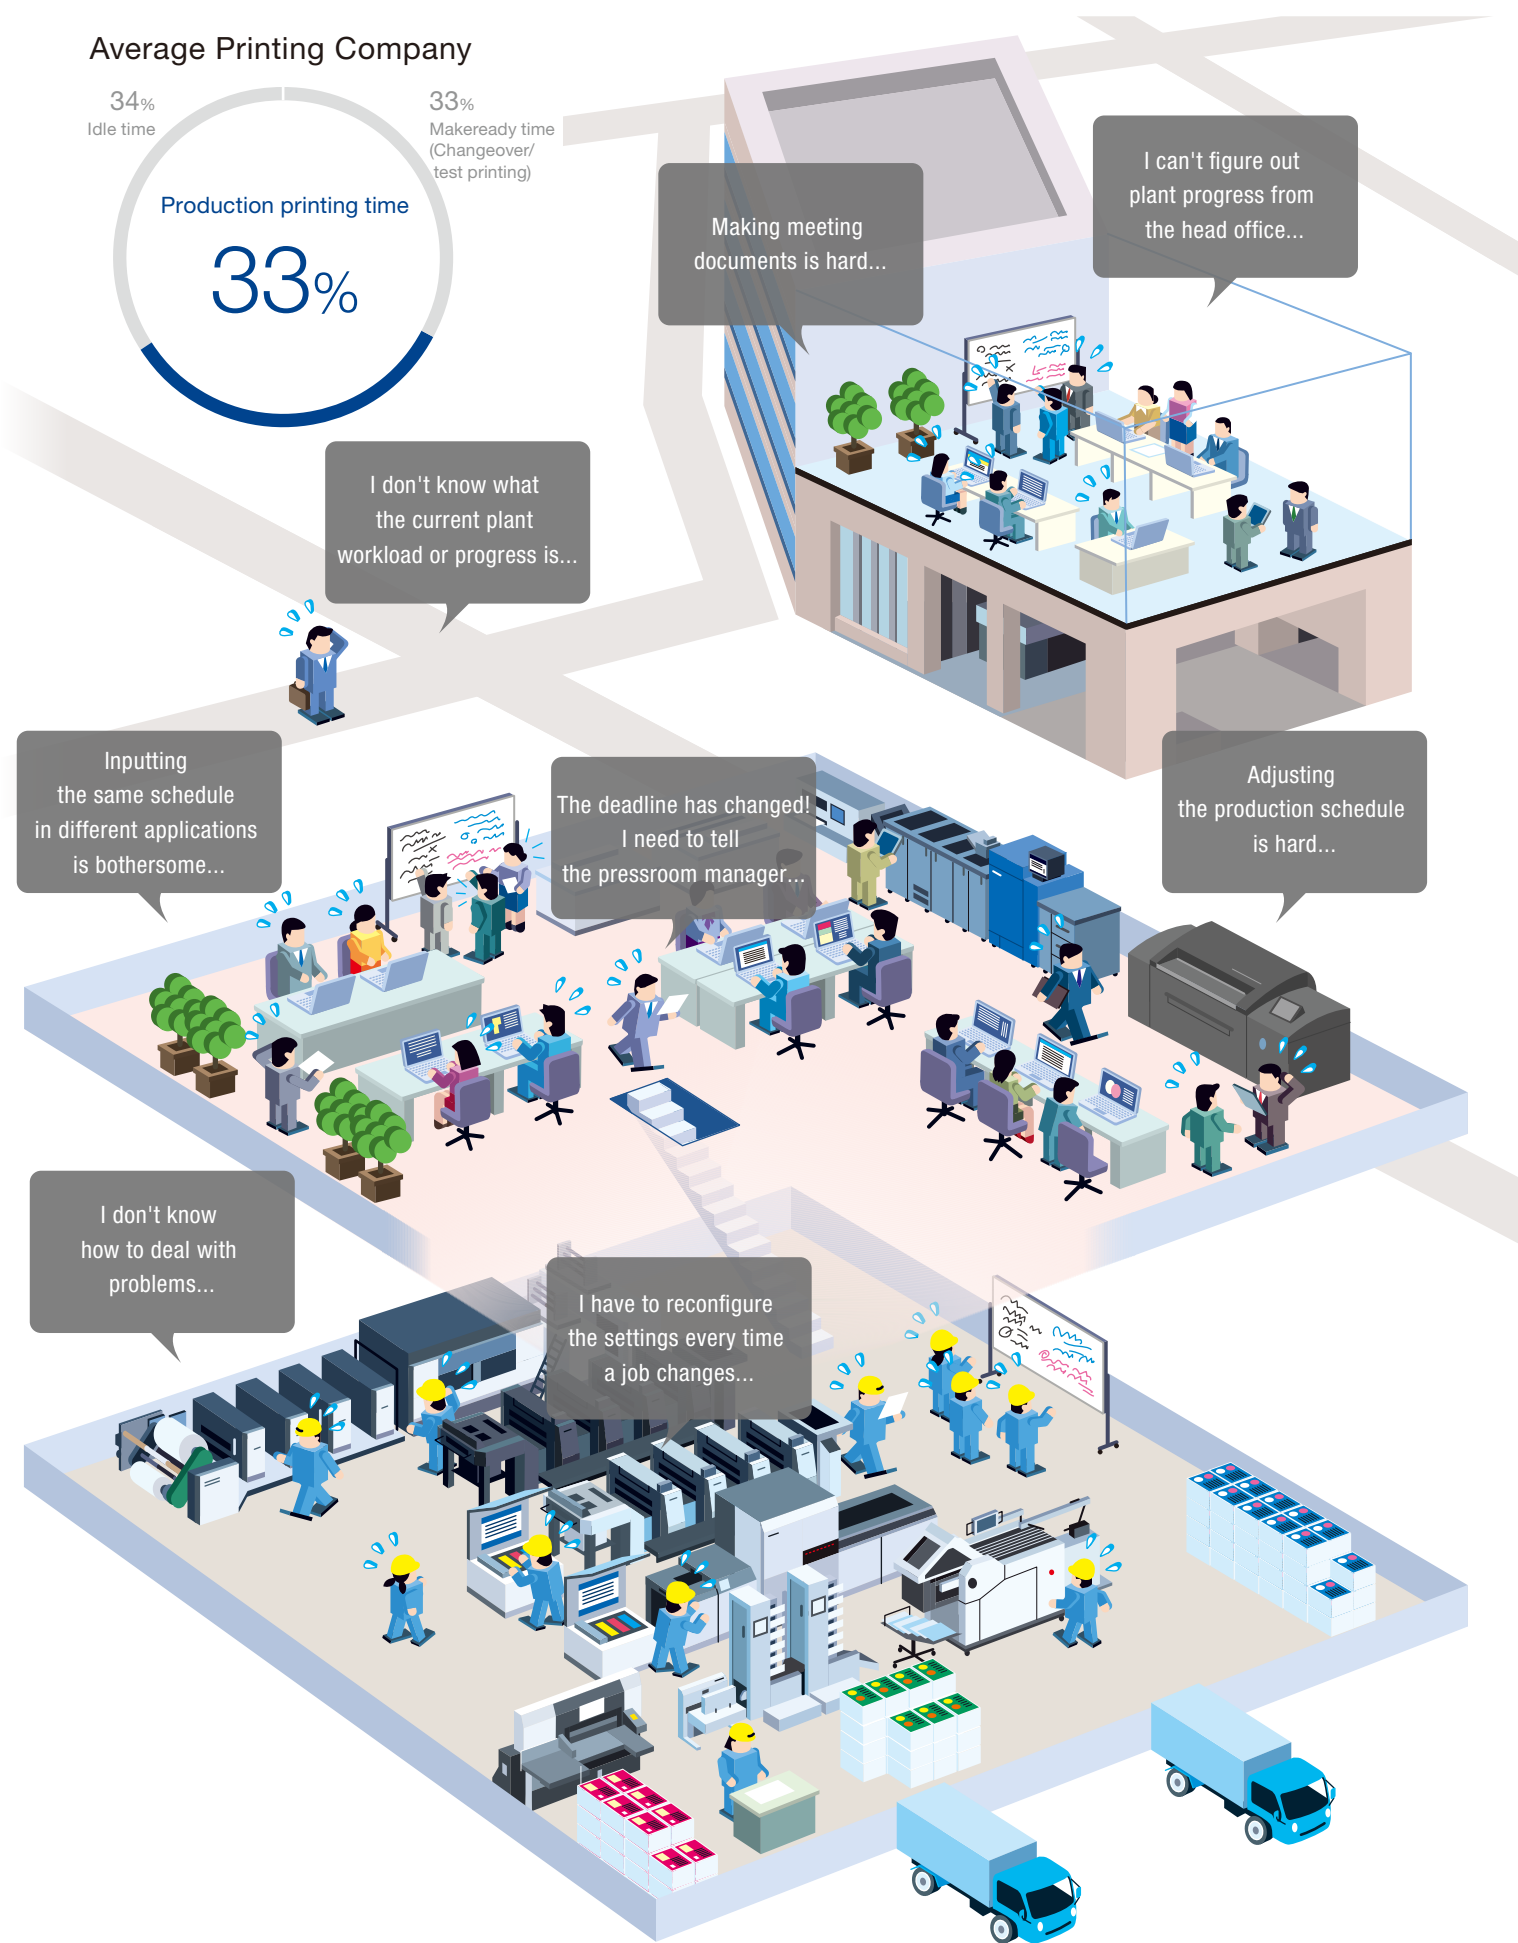 Average Printing Company
34%
Idle time
33%
Makeready time
(Changeover/
test printing)
Production printing time
33%
Making meeting
documents is hard...
I can't figure out
plant progress from
the head office...
I don't know what
the current plant
workload or progress is...
Inputting
the same schedule
in different applications
is bothersome...
The deadline has changed!
I need to tell
the pressroom manager...
Adjusting
the production schedule
is hard...
I don't know
how to deal with
problems...
I have to reconfigure
the settings every time
a job changes...